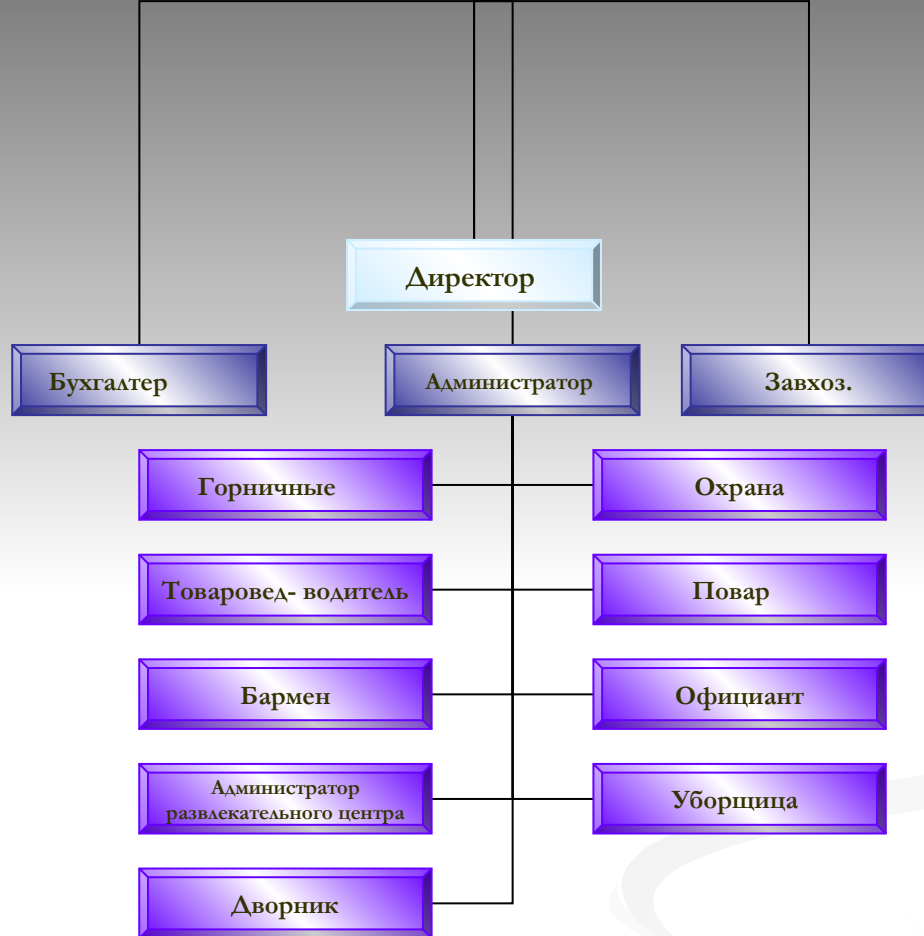 Директор
Бухгалтер
Администратор
Завхоз.
Горничные
Охрана
Товаровед- водитель
Повар
Бармен
Официант
Администратор
развлекательного центра
Уборщица
Дворник